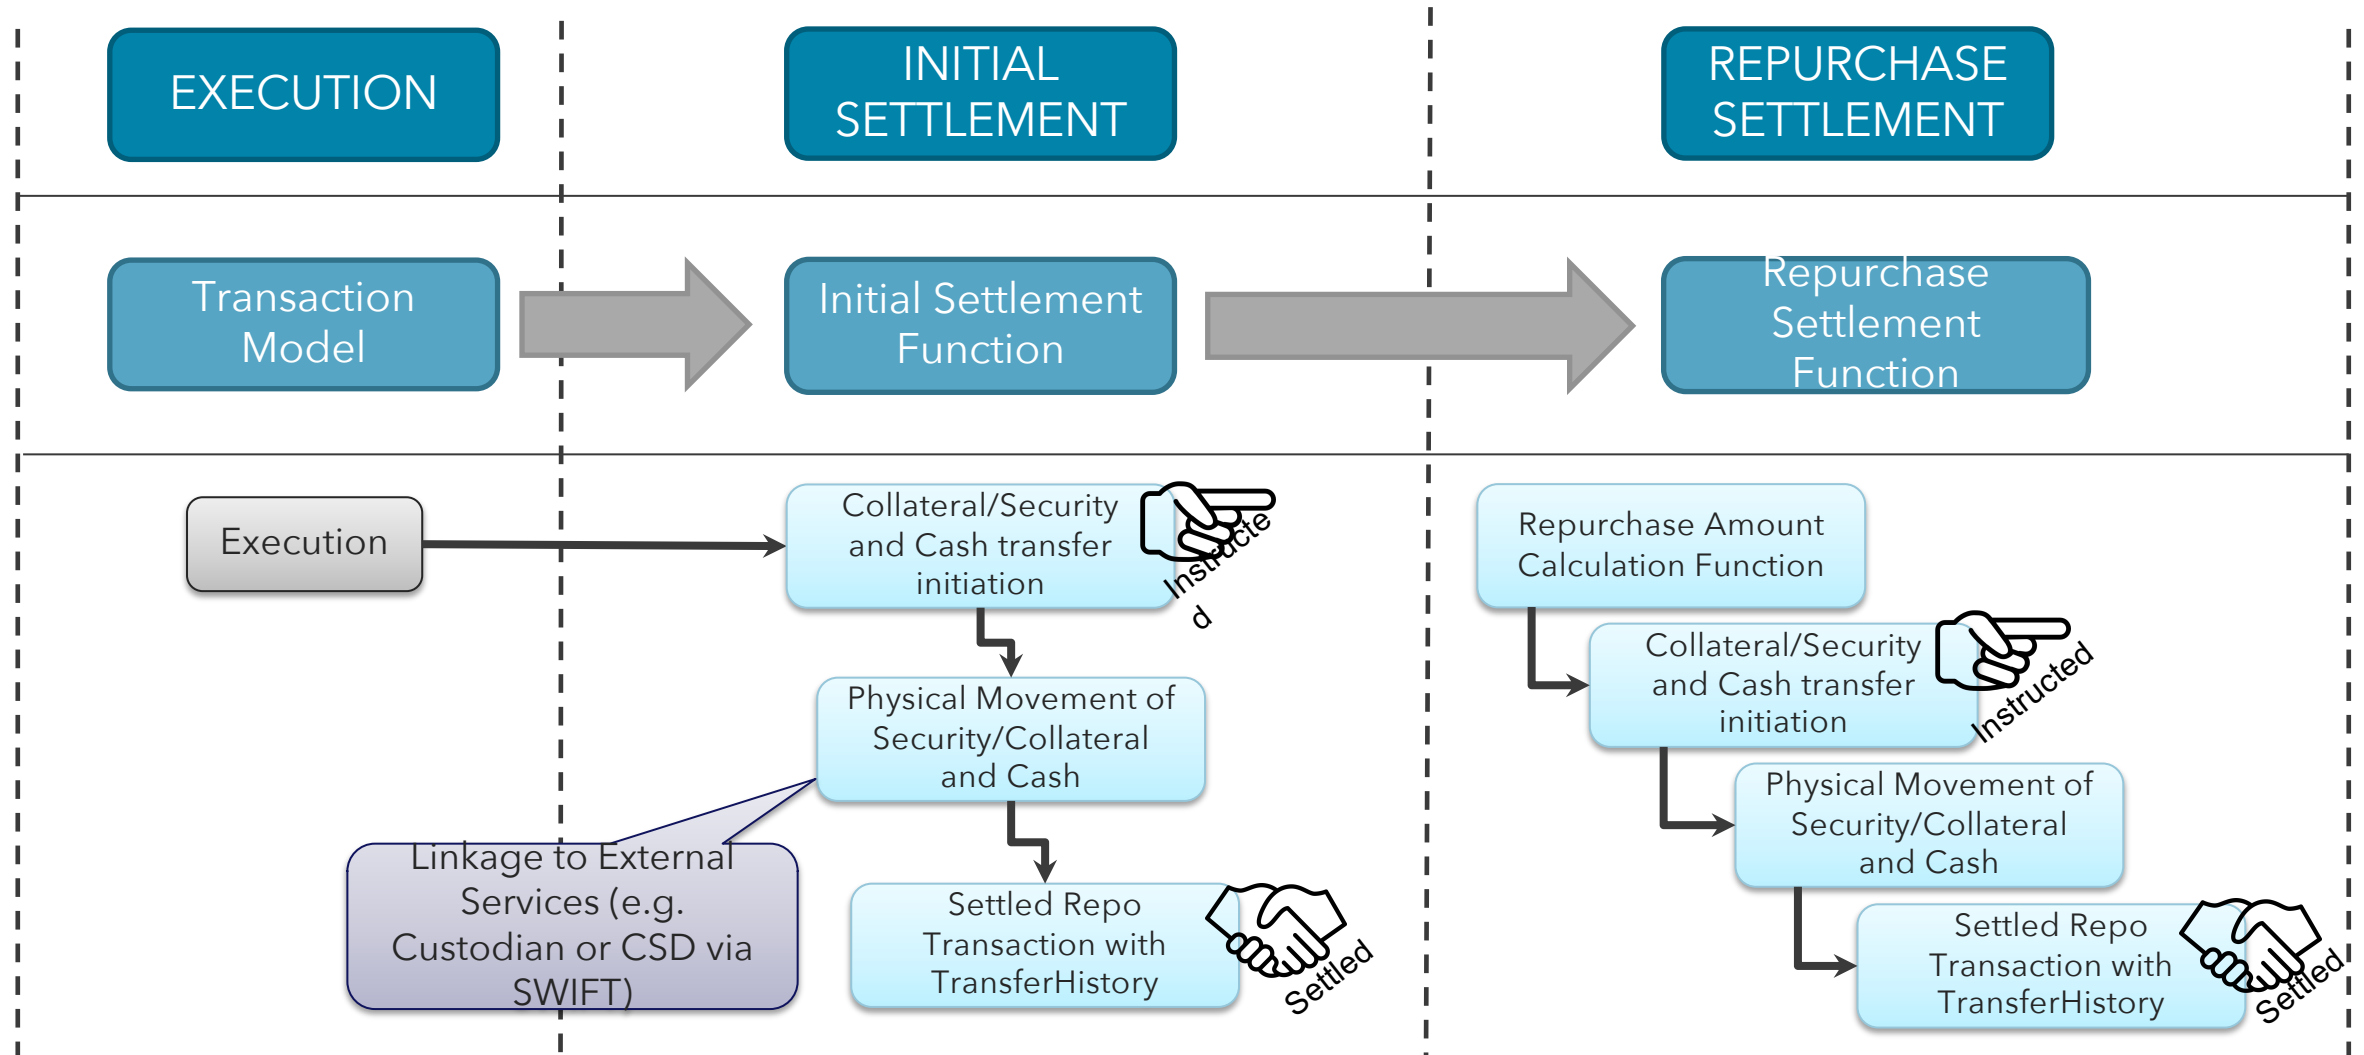 EXECUTION
INITIAL
SETTLEMENT
REPURCHASE
SETTLEMENT
Transaction
Model
Initial Settlement
Function
Repurchase
Settlement
Function
Execution
Collateral/Security
and Cash transfer
initiation
Instructe
d
Physical Movement of
Security/Collateral
and Cash
Linkage to External
Services (e.g.
Custodian or CSD via
SWIFT)
Settled Repo
Transaction with
TransferHistory
Settled
Repurchase Amount
Calculation Function
Collateral/Security
and Cash transfer
initiation
Instructed
Physical Movement of
Security/Collateral
and Cash
Settled Repo
Transaction with
TransferHistory
Settled